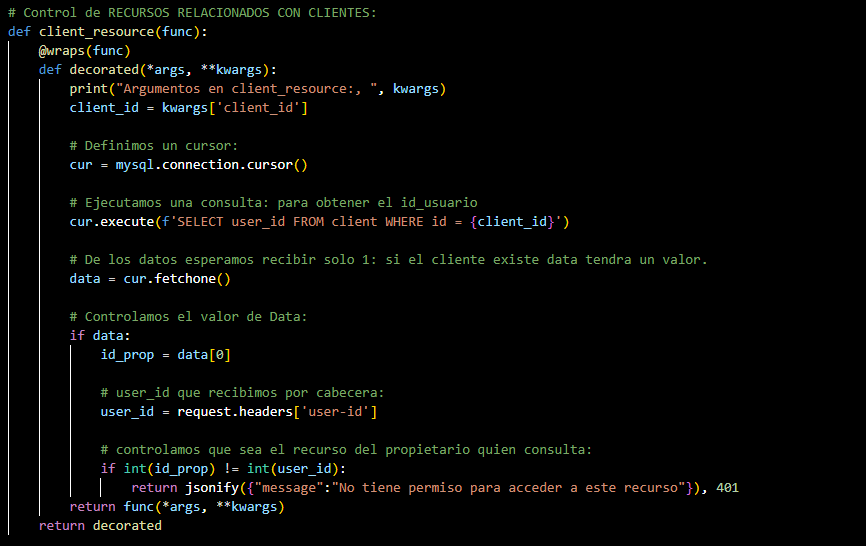 # Control de RECURSOS RELACIONADOS CON CLIENTES:
def client_resource(func):
    @wraps(func)
    def decorated(*args, **kwargs):
        print("Argumentos en client_resource:, ", kwargs)
        client_id = kwargs['client_id']

        # Definimos un cursor:
        cur = mysql.connection.cursor()

        # Ejecutamos una consulta: para obtener el id_usuario
        cur.execute(f'SELECT user_id FROM client WHERE id = {client_id}')

        # De los datos esperamos recibir solo 1: si el cliente existe data tendra un valor.
        data = cur.fetchone()

        # Controlamos el valor de Data:
        if data:
            id_prop = data[0]

            # user_id que recibimos por cabecera:
            user_id = request.headers['user-id']

            # controlamos que sea el recurso del propietario quien consulta:
            if int(id_prop) != int(user_id):
                return jsonify({"message":"No tiene permiso para acceder a este recurso"}), 401
        return func(*args, **kwargs)
    return decorated